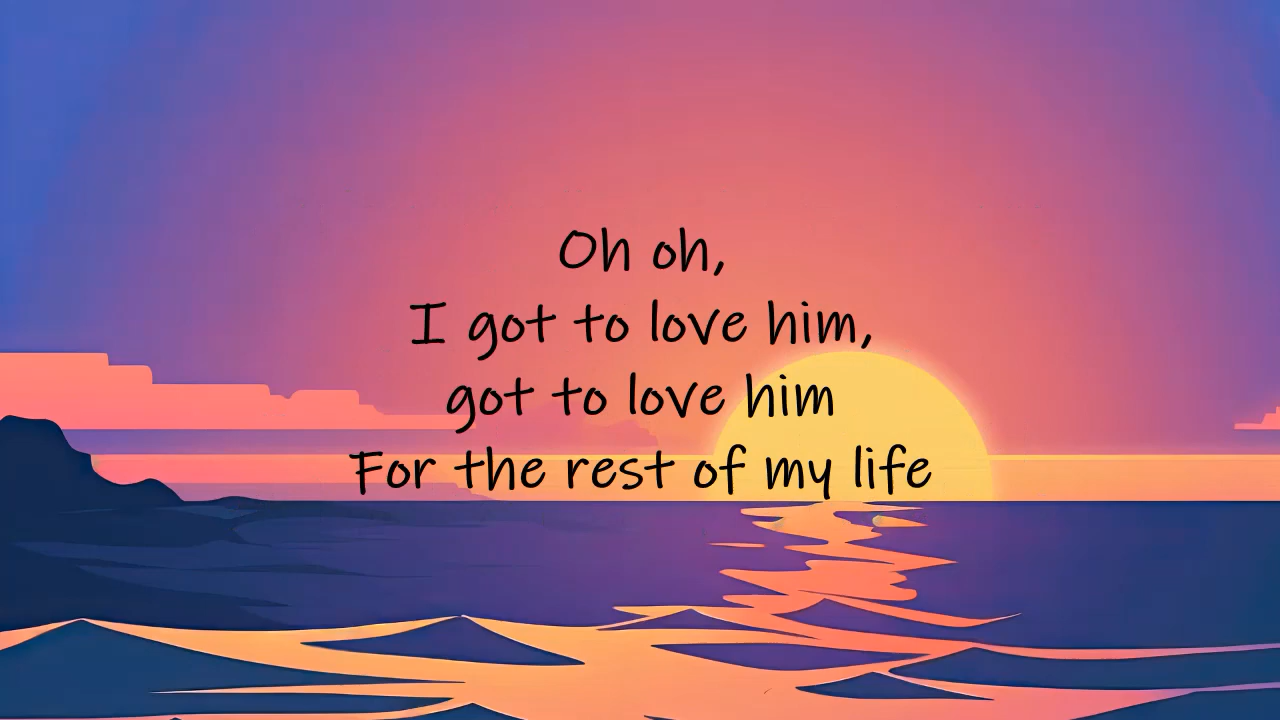 Oh oh,
I got to love him,
got to love him
For the rest of my life